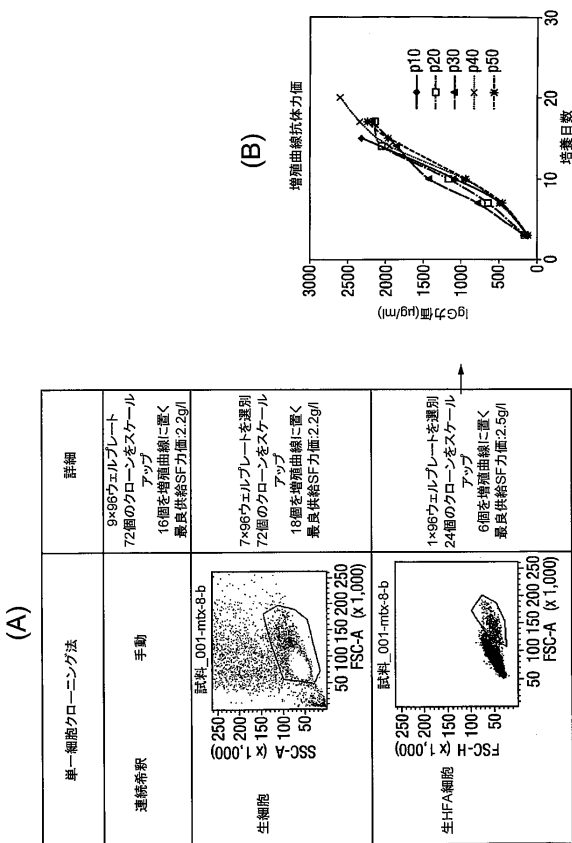 (A)
単一細胞クローニング法
詳細
連続希釈
手動
9×96ウェルプレート
72個のクローンをスケール
アップ
16個を増殖曲線に置く
最良供給SF力価:2.2g/l
生細胞
試料_001-mtx-8-b
SSC-A (x 1,000)
250
200
150
100
50
50 100 150 200 250
FSC-A (x 1,000)
7×96ウェルプレートを選別
72個のクローンをスケール
アップ
18個を増殖曲線に置く
最良供給SF力価:2.2g/l
生HFA細胞
試料_001-mtx-8-b
FSC-H (x 1,000)
250
200
150
100
50
50 100 150 200 250
FSC-A (x 1,000)
1×96ウェルプレートを選別
24個のクローンをスケール
アップ
6個を増殖曲線に置く
最良供給SF力価:2.5g/l
(B)
増殖曲線抗体力価
IgG力価(μg/ml)
3000
2500
2000
1500
1000
500
0
p10
p20
p30
p40
p50
0 10 20 30
培養日数